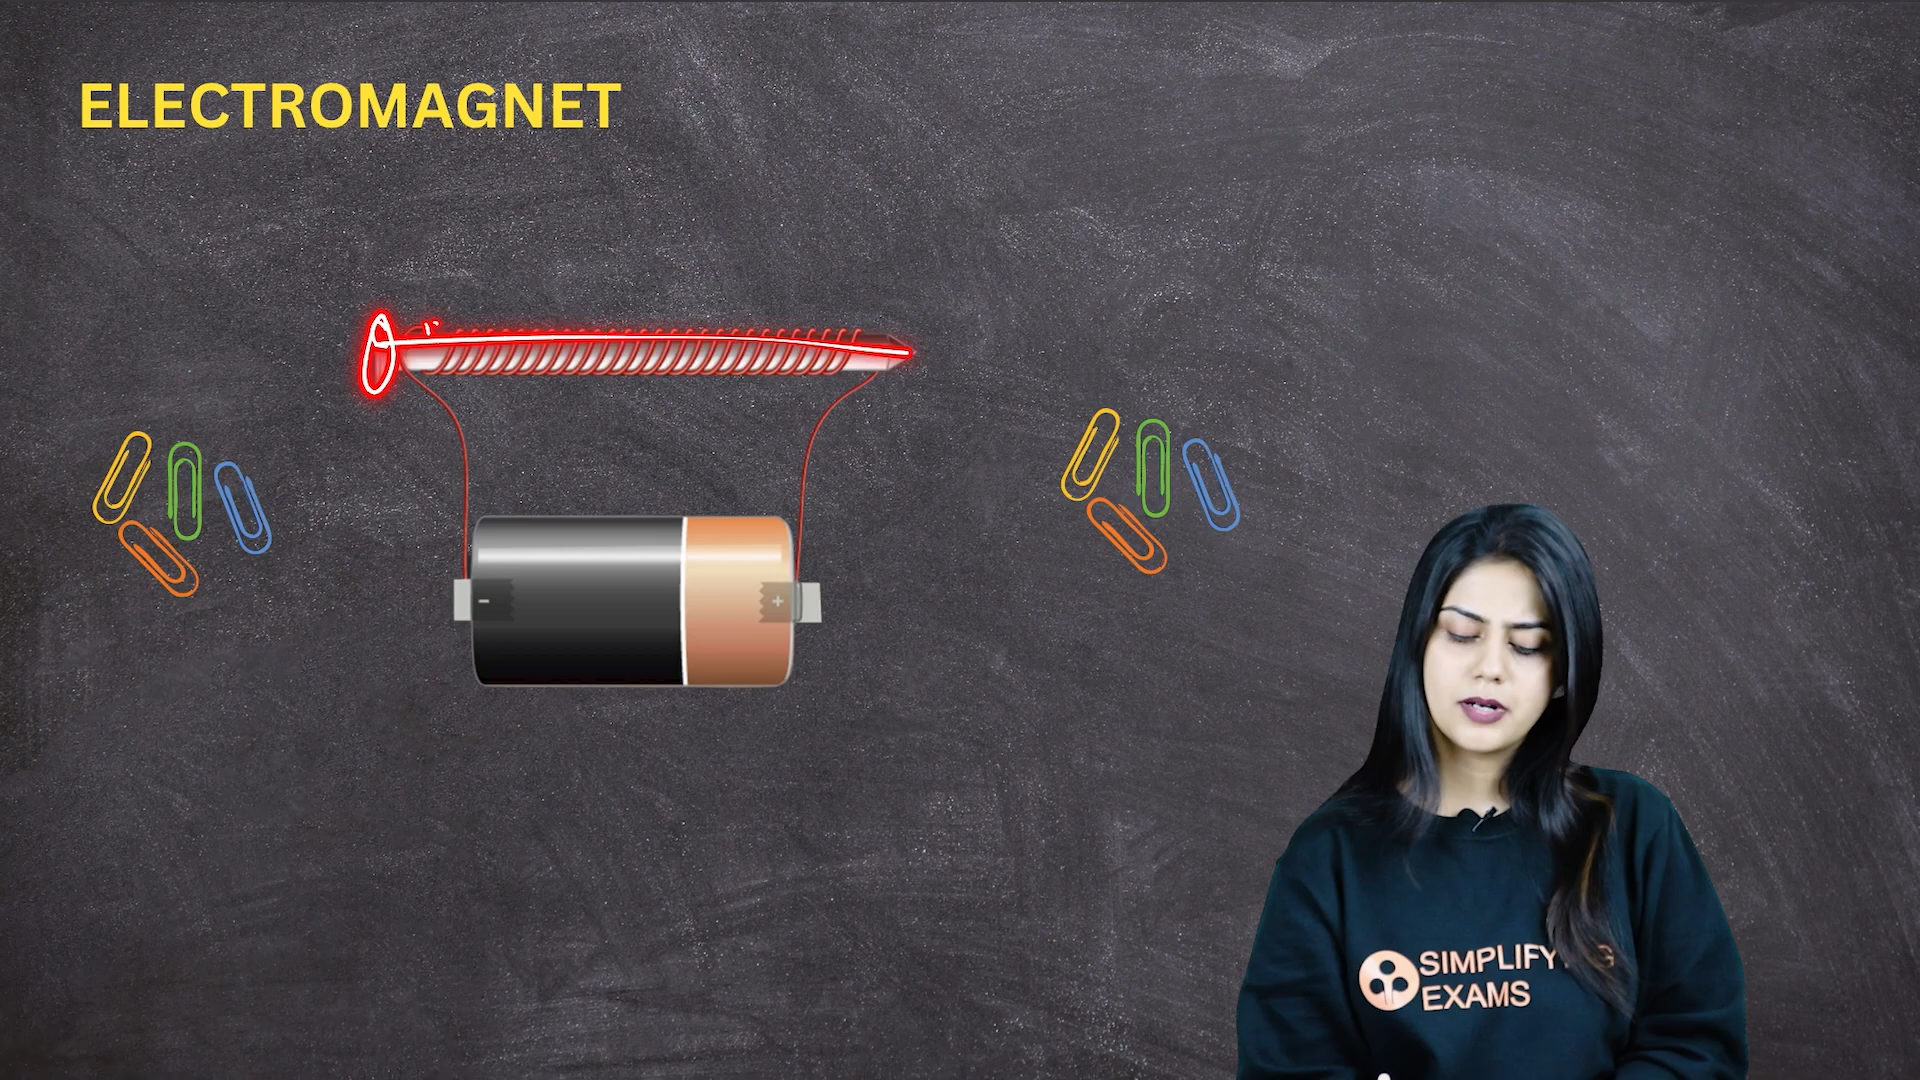 ELECTROMAGNET
-
+
SIMPLIFY G
EXAMS